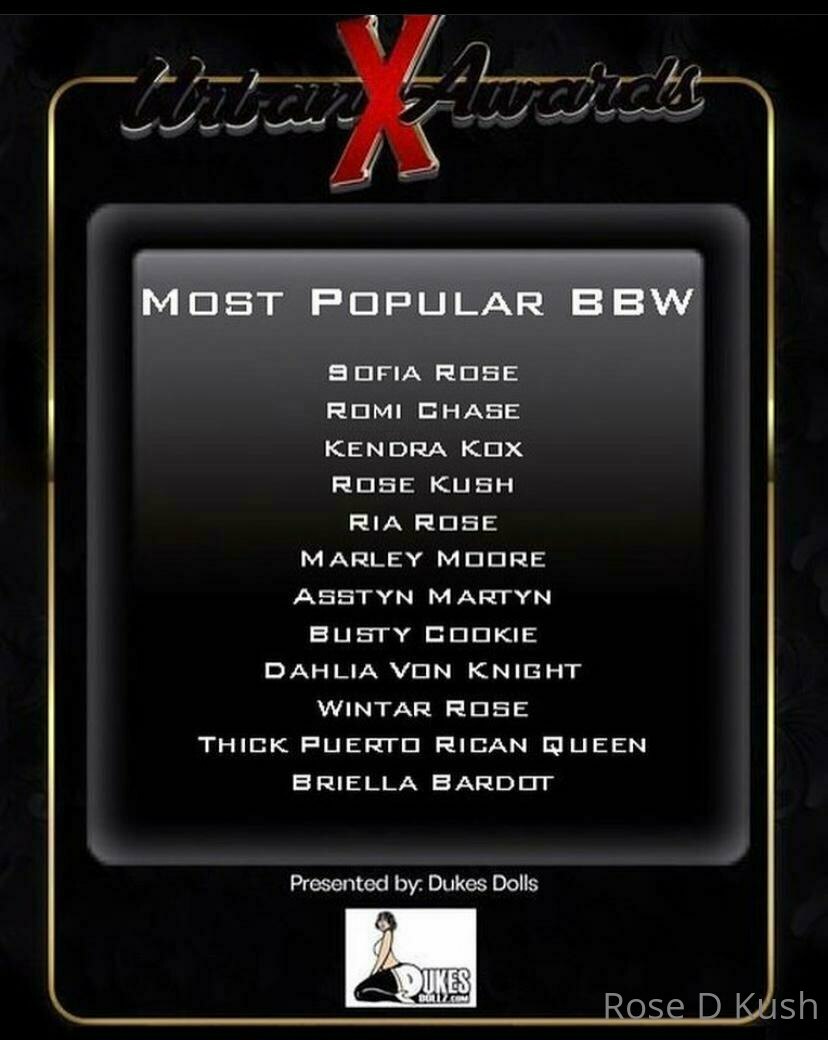 Urban X Awards
MOST POPULAR BBW
SOFIA ROSE
ROMI CHASE
KENDRA KOX
ROSE KUSH
RIA ROSE
MARLEY MOORE
ASSTYN MARTYN
BUSTY COOKIE
DAHLIA VON KNIGHT
WINTAR ROSE
THICK PUERTO RICAN QUEEN
BRIELLA BARDOT
Presented by: Dukes Dolls
DUKES
DOLLZ.COM
Rose D Kush